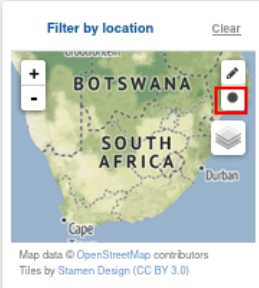 Filter by location Clear
+
-
BOTSWANA
SOUTH
AFRICA
Durban
Cape
Map data © OpenStreetMap contributors
Tiles by Stamen Design (CC BY 3.0)